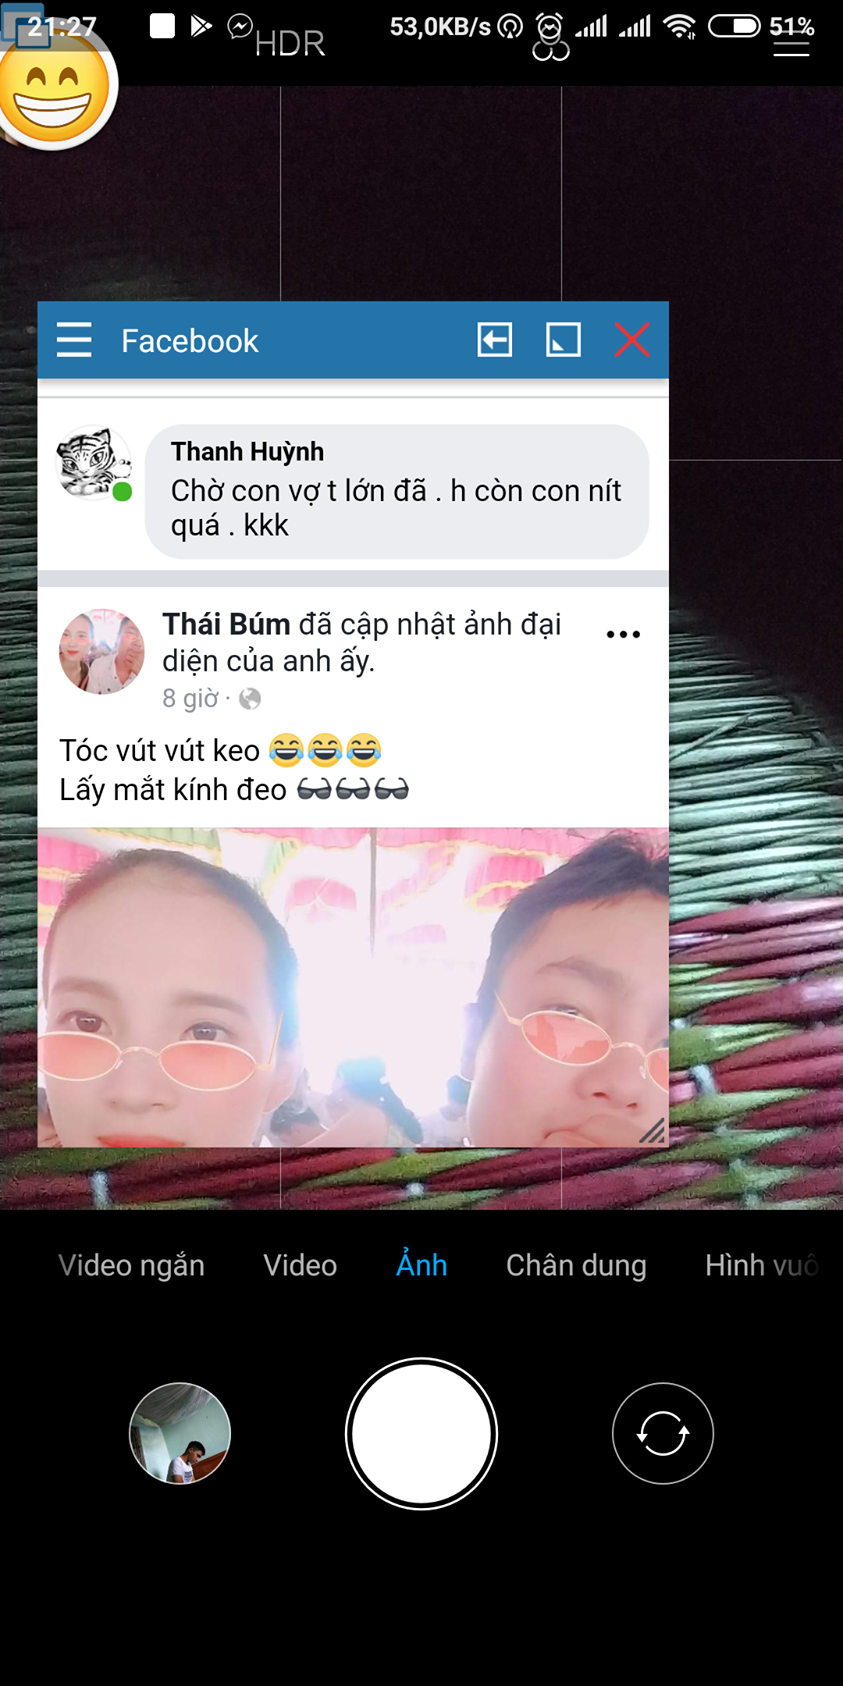 21:27
53,0KB/s
51%
HDR
Facebook
Thanh Huỳnh
Chờ con vợ t lớn đã . h còn con nít
quá . kkk
Thái Búm đã cập nhật ảnh đại
diện của anh ấy.
8 giờ ·
Tóc vút vút keo 😂😂😂
Lấy mắt kính đeo 🕶🕶🕶
Video ngắn
Video
Ảnh
Chân dung
Hình vuô